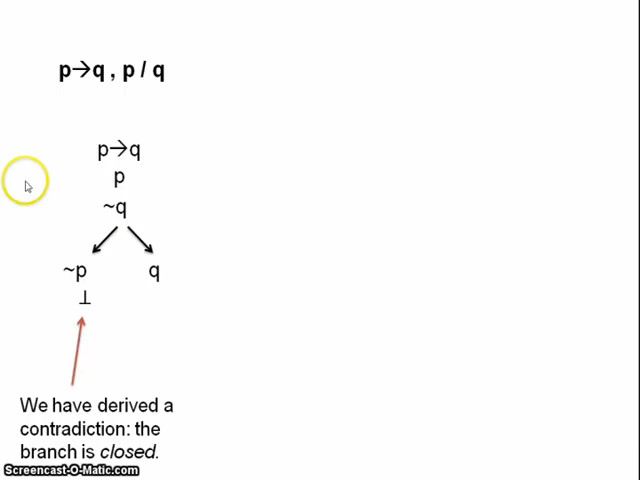 p→q , p / q
p→q
p
~q
~p q
⊥
We have derived a
contradiction: the
branch is closed.
Screencast-O-Matic.com